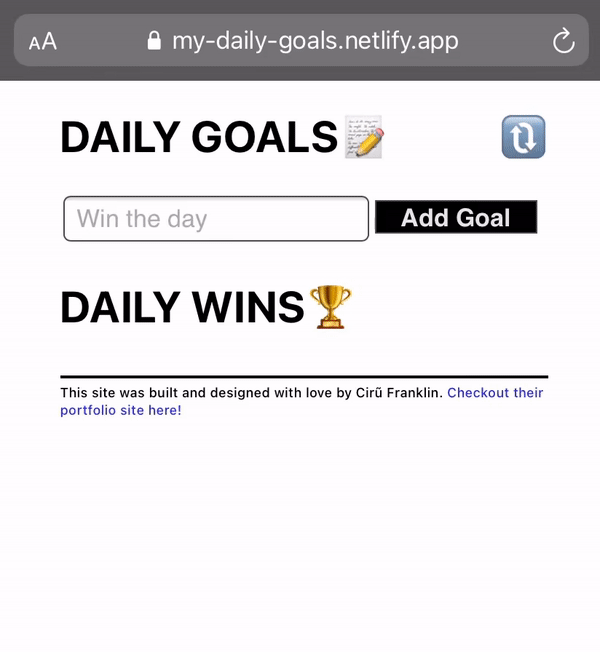 AA my-daily-goals.netlify.app
DAILY GOALS
Win the day Add Goal
DAILY WINS
This site was built and designed with love by Cirũ Franklin. Checkout their
portfolio site here!